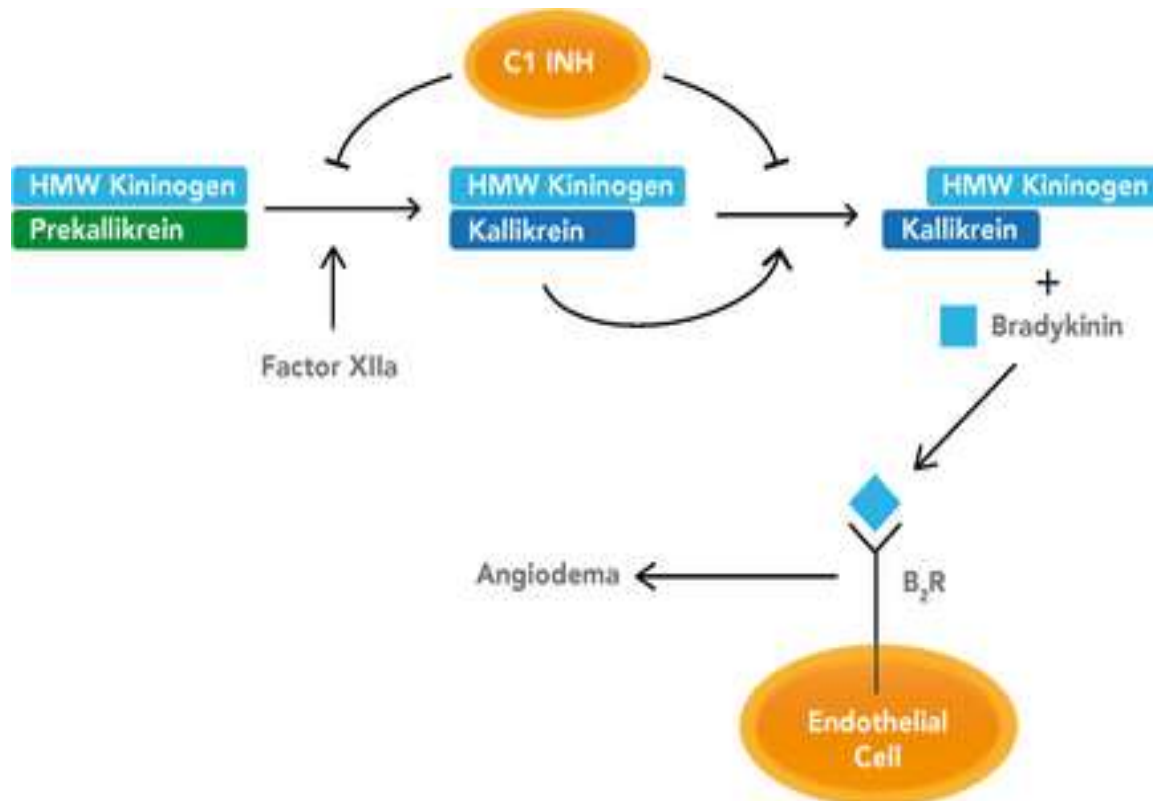 C1 INH
HMW Kininogen
Prekallikrein
HMW Kininogen
Kallikrein
HMW Kininogen
Kallikrein
+
Bradykinin
Factor XIIa
Angiodema
B₂R
Endothelial
Cell